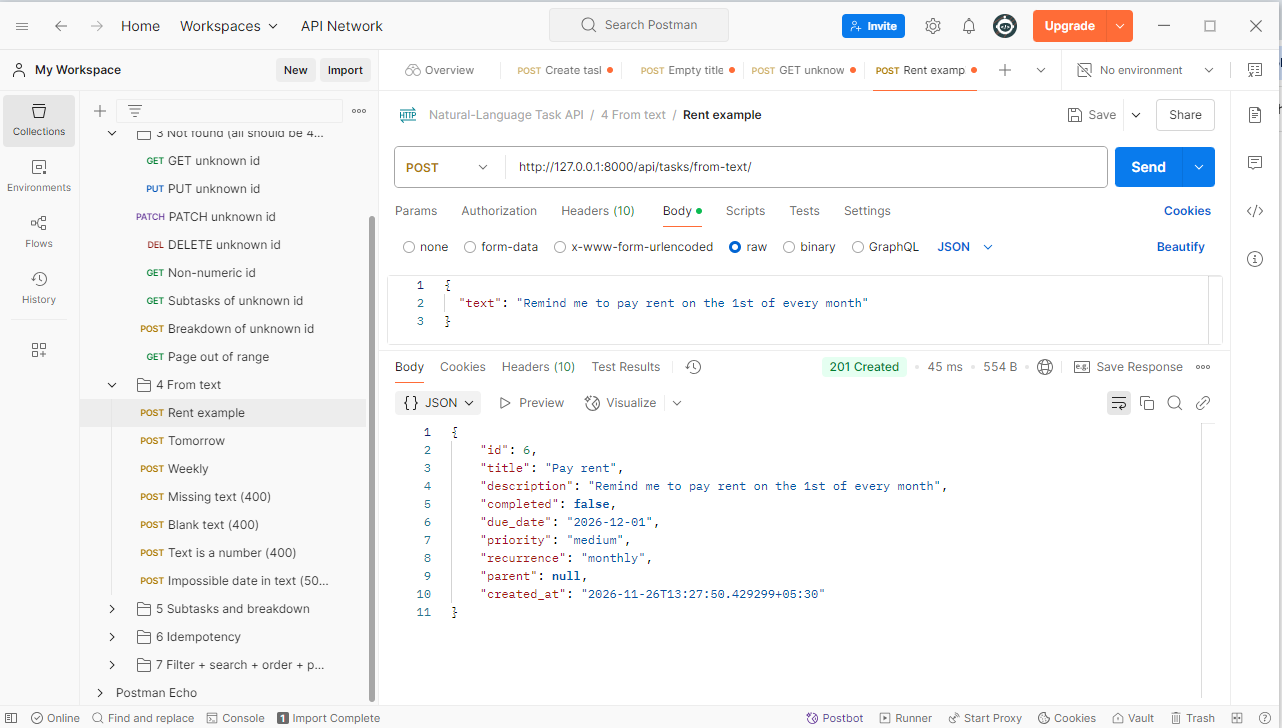 Home Workspaces API Network Search Postman Invite Upgrade
My Workspace New Import Overview POST Create tasl POST Empty title POST GET unknow POST Rent examp No environment
Collections
Environments
Flows
History
3 Not found (all should be 4...
GET GET unknown id
PUT PUT unknown id
PATCH PATCH unknown id
DEL DELETE unknown id
GET Non-numeric id
GET Subtasks of unknown id
POST Breakdown of unknown id
GET Page out of range
4 From text
POST Rent example
POST Tomorrow
POST Weekly
POST Missing text (400)
POST Blank text (400)
POST Text is a number (400)
POST Impossible date in text (50...
5 Subtasks and breakdown
6 Idempotency
7 Filter + search + order + p...
Postman Echo
HTTP Natural-Language Task API / 4 From text / Rent example Save Share
POST http://127.0.0.1:8000/api/tasks/from-text/ Send
Params Authorization Headers (10) Body Scripts Tests Settings Cookies
none form-data x-www-form-urlencoded raw binary GraphQL JSON Beautify
1 {
2 "text": "Remind me to pay rent on the 1st of every month"
3 }
Body Cookies Headers (10) Test Results 201 Created 45 ms 554 B e.g. Save Response
{} JSON Preview Visualize
1 {
2 "id": 6,
3 "title": "Pay rent",
4 "description": "Remind me to pay rent on the 1st of every month",
5 "completed": false,
6 "due_date": "2026-12-01",
7 "priority": "medium",
8 "recurrence": "monthly",
9 "parent": null,
10 "created_at": "2026-11-26T13:27:50.429299+05:30"
11 }
Online Find and replace Console 1 Import Complete Postbot Runner Start Proxy Cookies Vault Trash